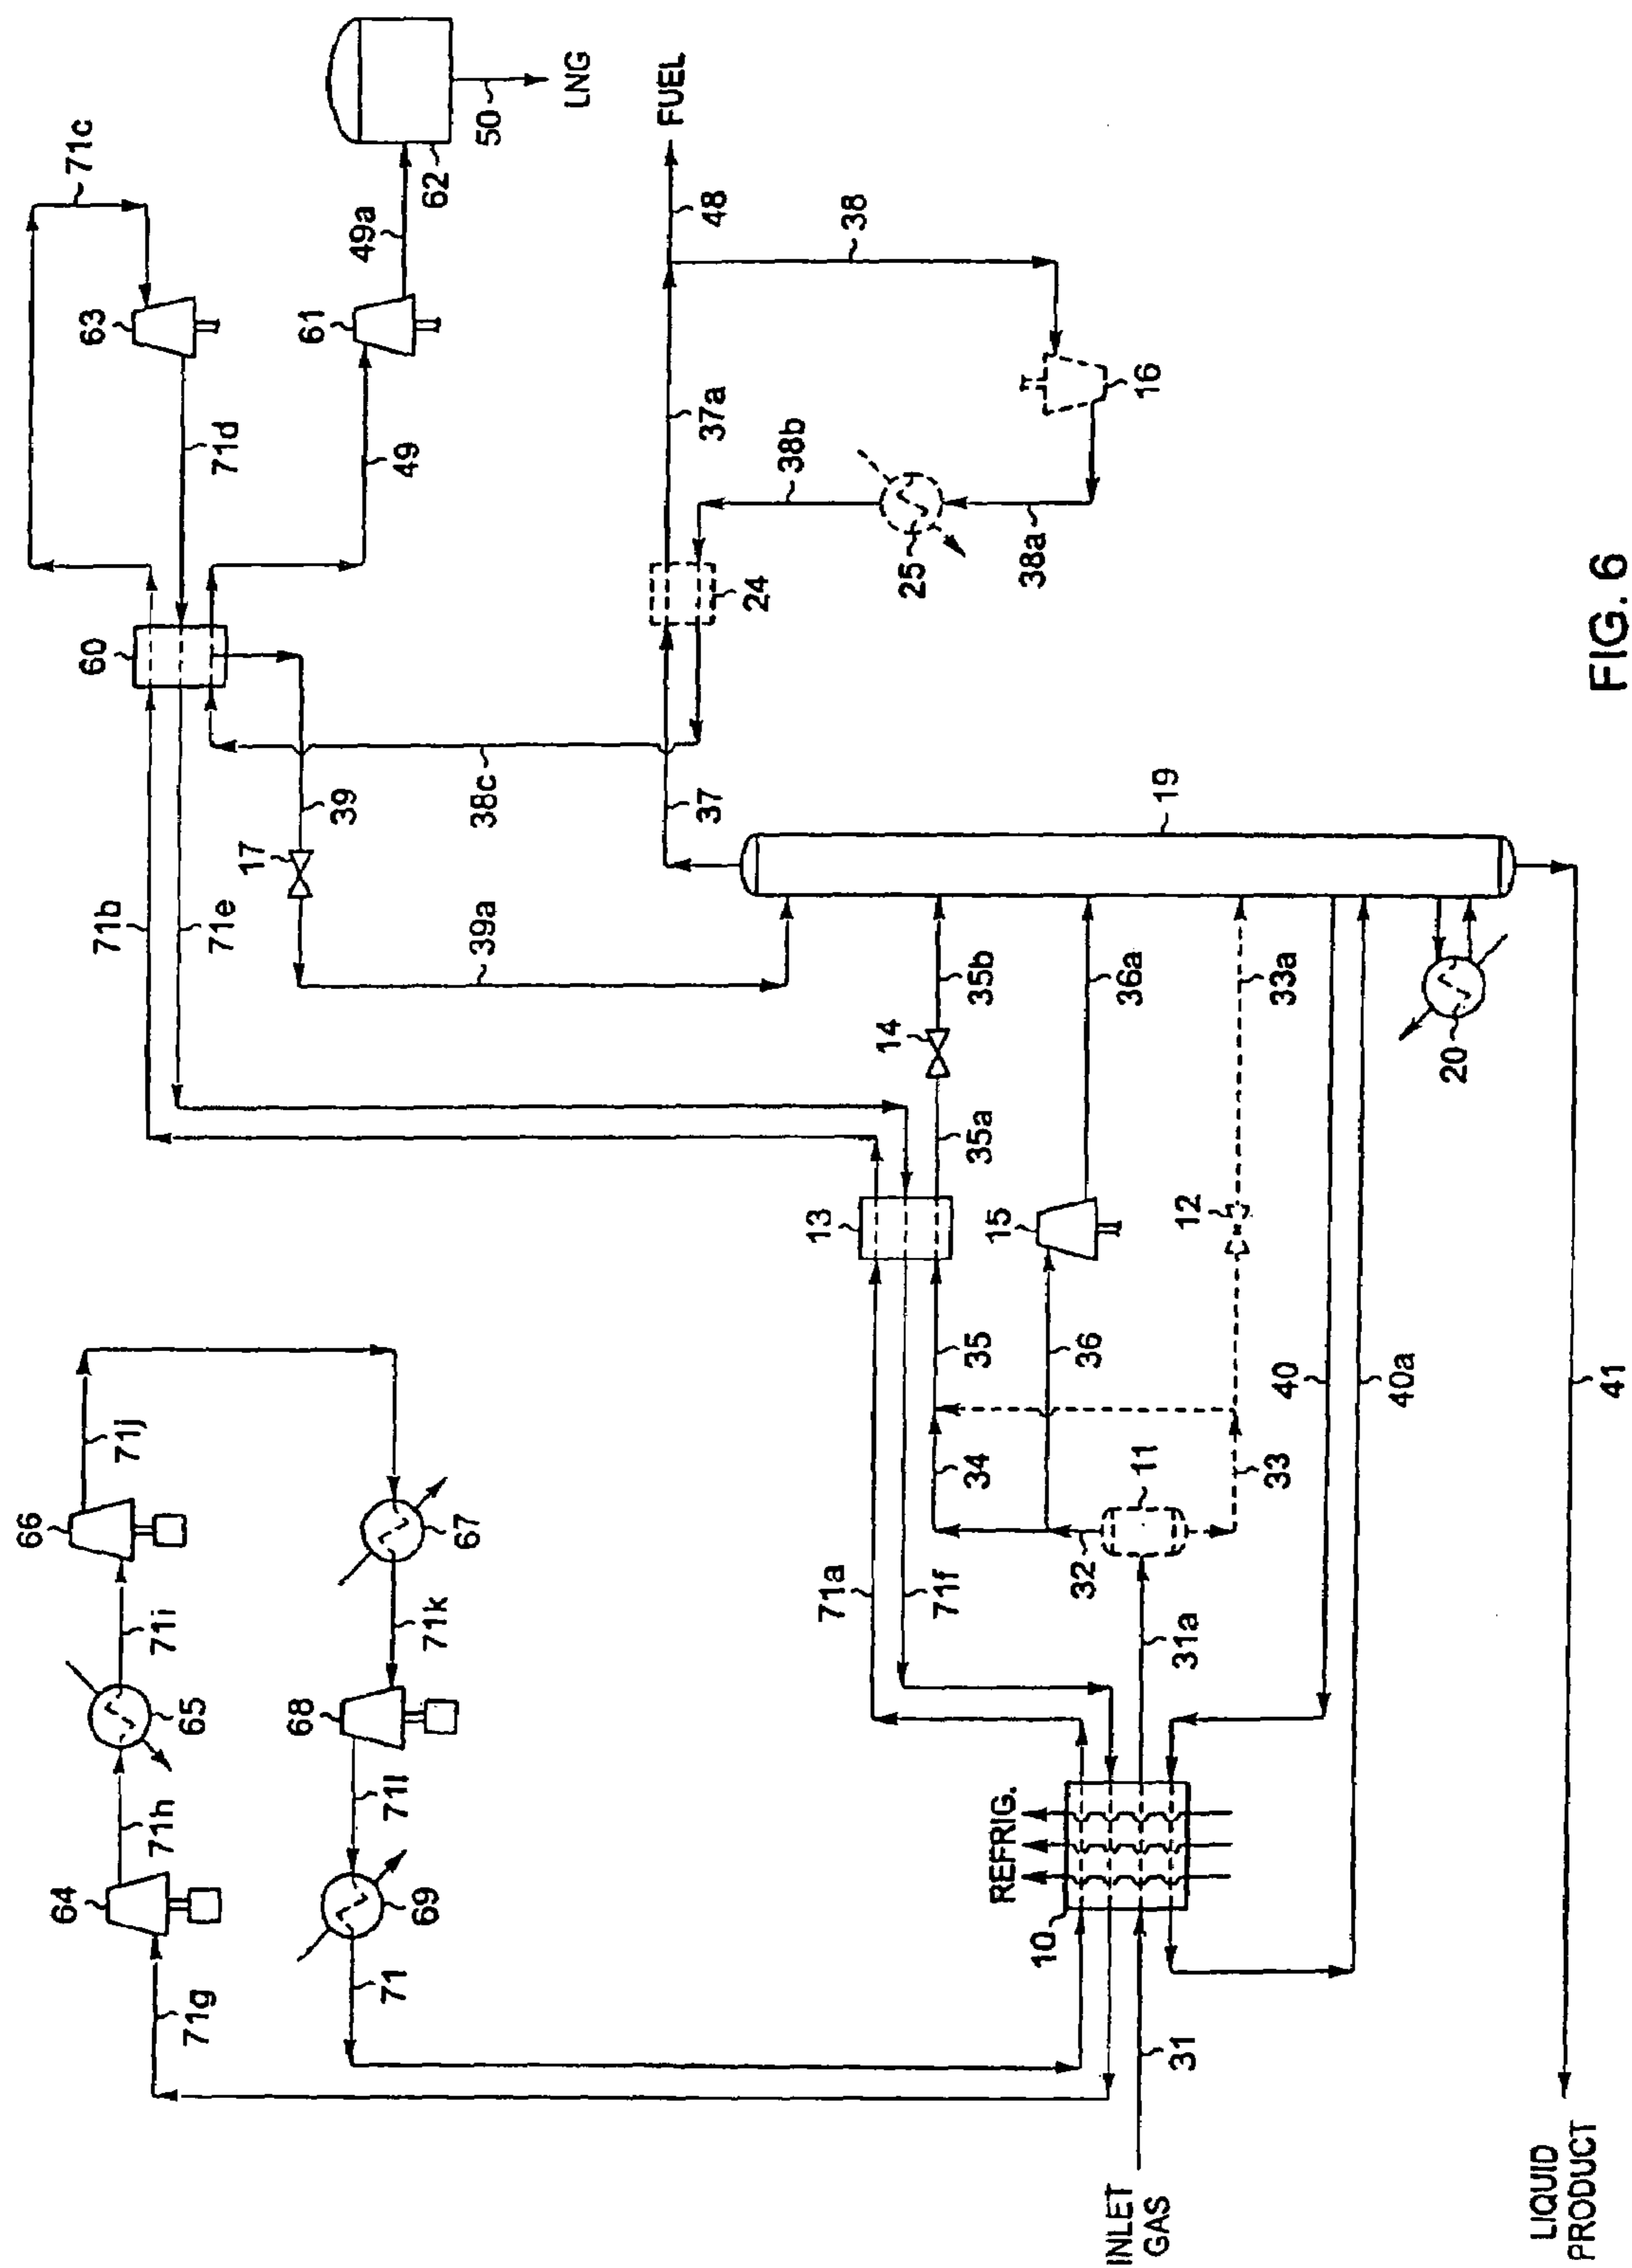 71g
64
71h
65
71i
66
71j
67
71k
68
71l
69
71
71b
71e
60
71d
63
71c
61
49
49a
62
50
LNG
39
17
39a
38c
37
37a
48
FUEL
38
16
38a
25
38b
24
19
13
71a
71f
35
35a
14
35b
34
36
15
36a
32
11
33
12
33a
31a
REFRIG.
10
31
INLET
GAS
40
40a
20
41
LIQUID
PRODUCT
FIG. 6